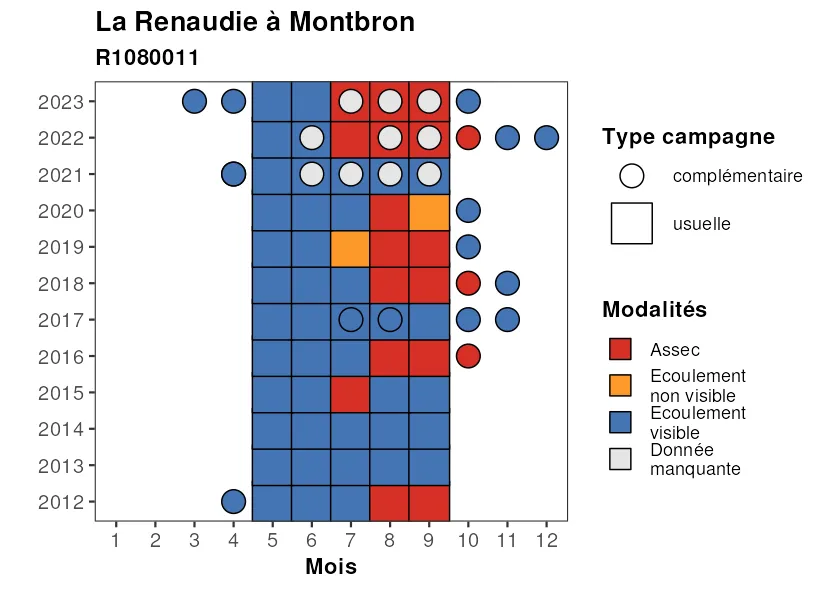 La Renaudie à Montbron
R1080011
2023
2022
2021
2020
2019
2018
2017
2016
2015
2014
2013
2012
1 2 3 4 5 6 7 8 9 10 11 12
Mois
Type campagne
complémentaire
usuelle
Modalités
Assec
Ecoulement
non visible
Ecoulement
visible
Donnée
manquante